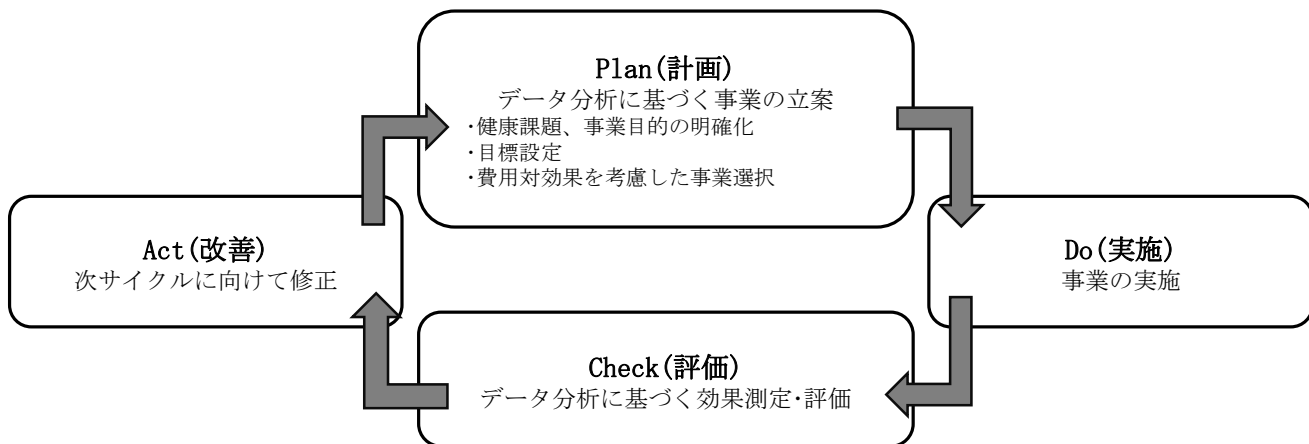 Plan(計画)
データ分析に基づく事業の立案
・健康課題、事業目的の明確化
・目標設定
・費用対効果を考慮した事業選択
Act(改善)
次サイクルに向けて修正
Do(実施)
事業の実施
Check(評価)
データ分析に基づく効果測定・評価